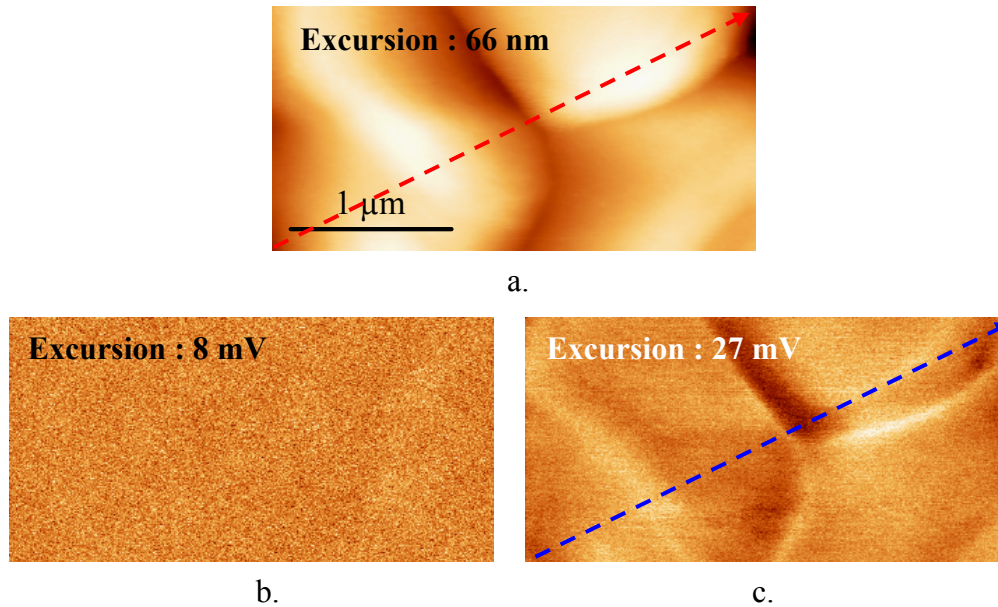 Excursion : 66 nm
1 µm
a.
Excursion : 8 mV
Excursion : 27 mV
b.
c.